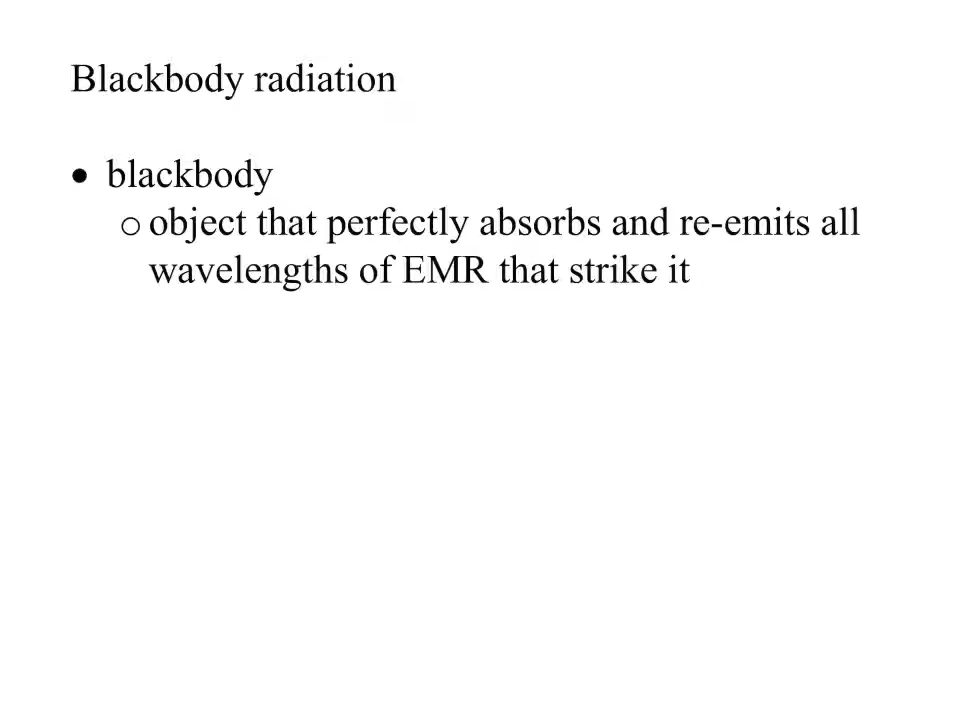 Blackbody radiation
• blackbody
o object that perfectly absorbs and re-emits all
wavelengths of EMR that strike it